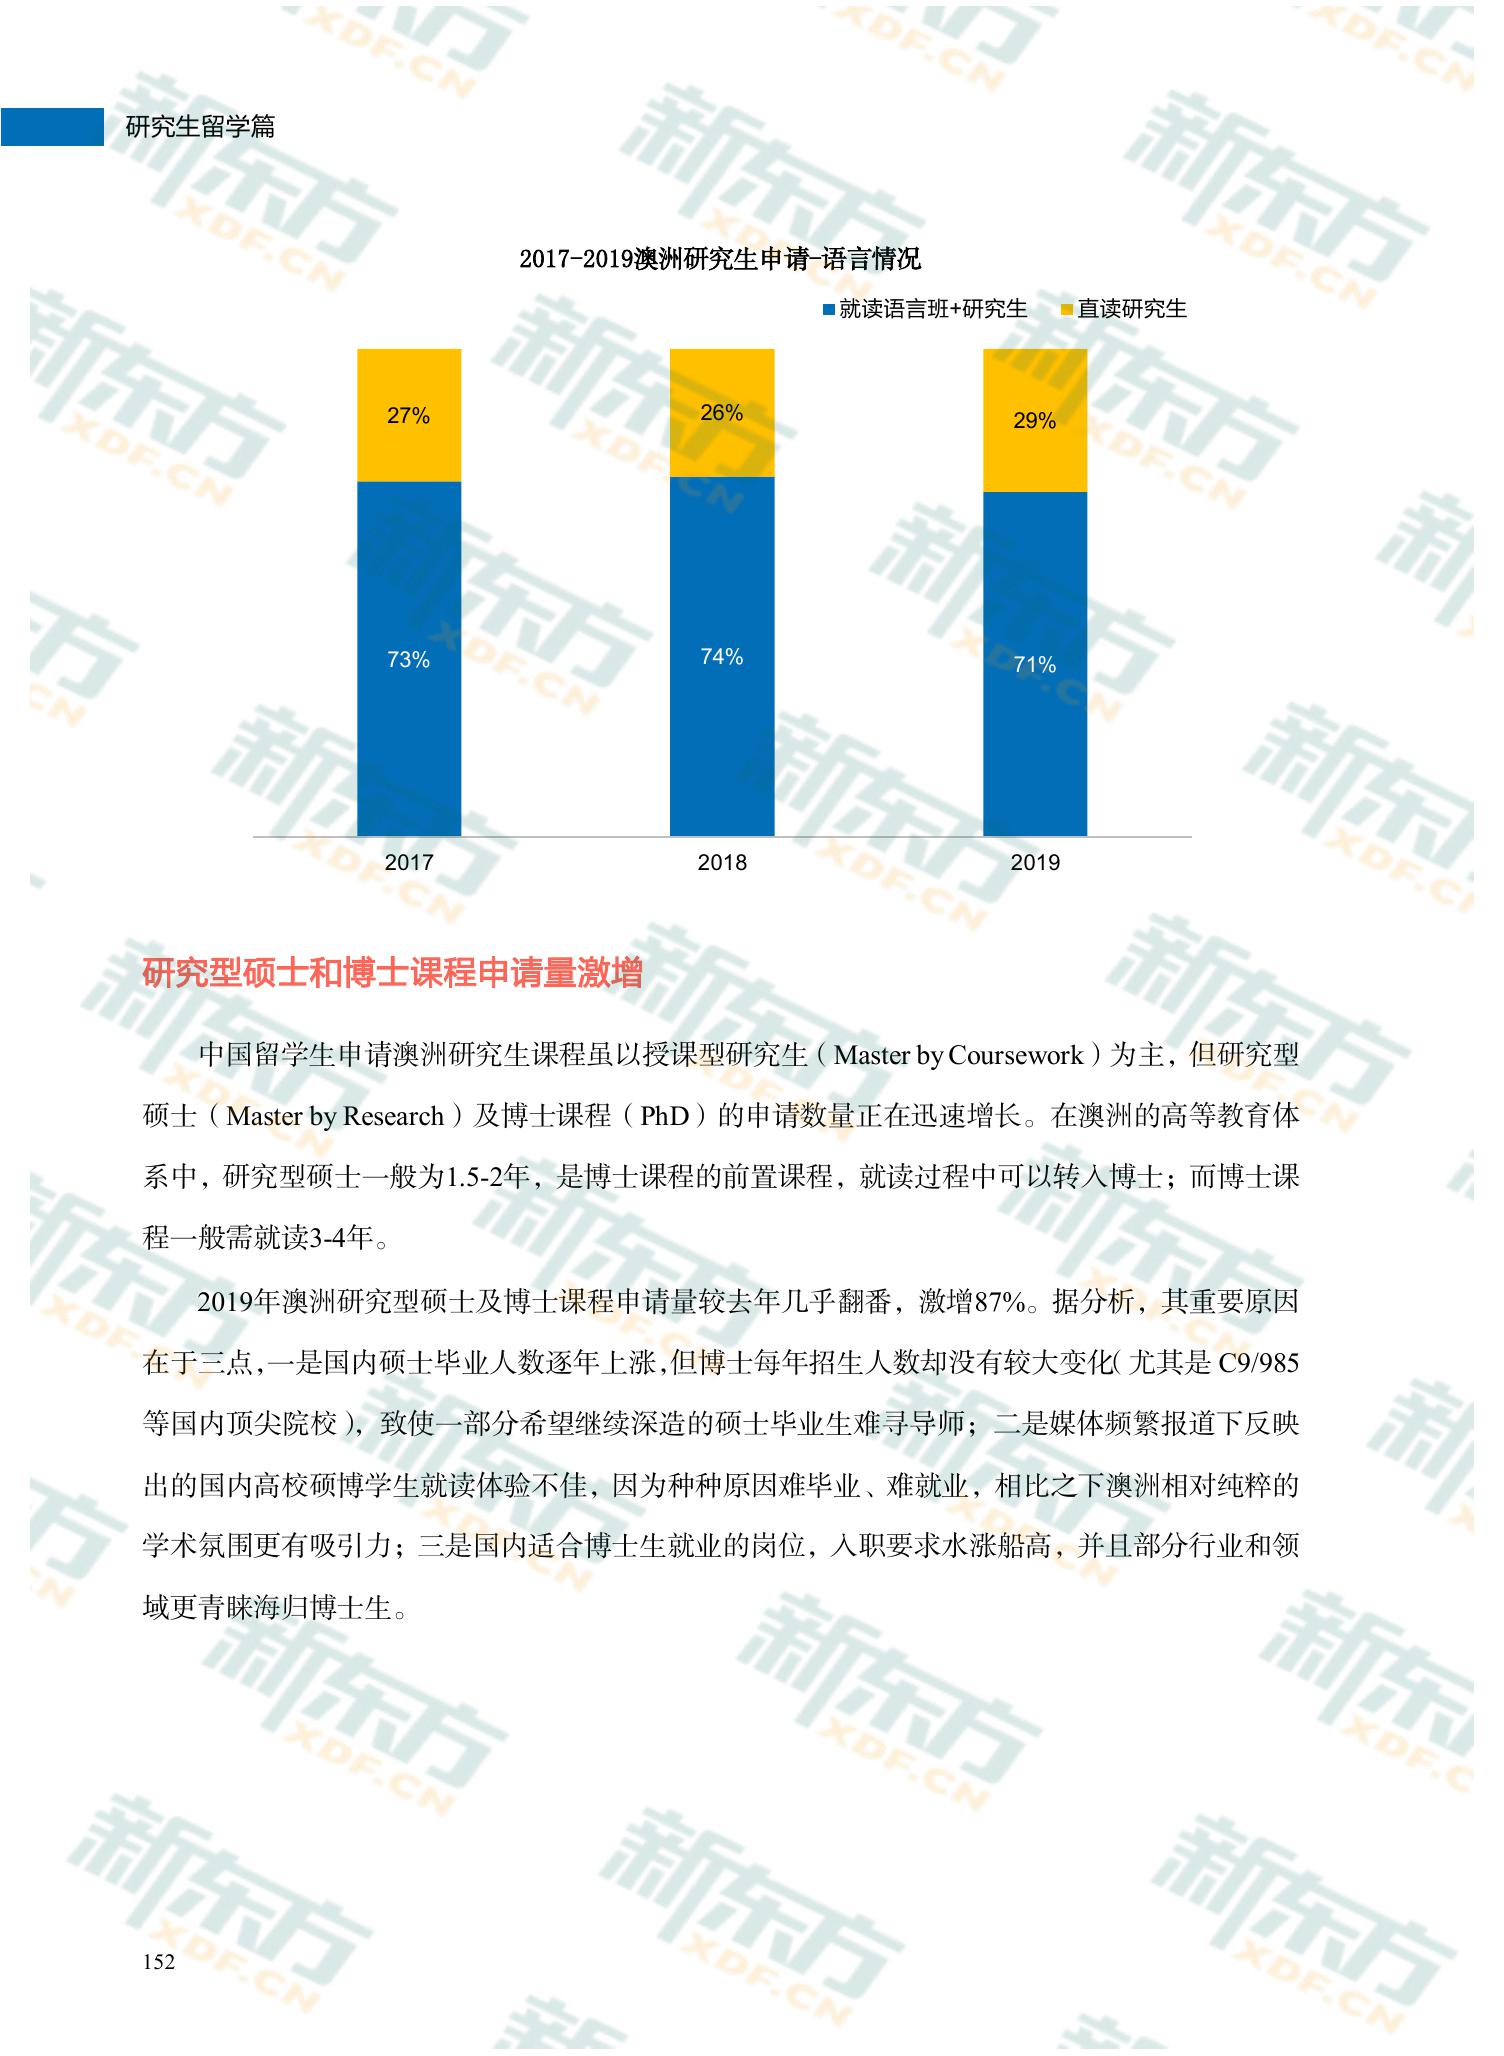 研究生留学篇
2017-2019澳洲研究生申请-语言情况
就读语言班+研究生 直读研究生
27% 26% 29%
73% 74% 71%
2017 2018 2019
研究型硕士和博士课程申请量激增
中国留学生申请澳洲研究生课程虽以授课型研究生（Master by Coursework）为主，但研究型
硕士（Master by Research）及博士课程（PhD）的申请数量正在迅速增长。在澳洲的高等教育体
系中，研究型硕士一般为1.5-2年，是博士课程的前置课程，就读过程中可以转入博士；而博士课
程一般需就读3-4年。
2019年澳洲研究型硕士及博士课程申请量较去年几乎翻番，激增87%。据分析，其重要原因
在于三点，一是国内硕士毕业人数逐年上涨，但博士每年招生人数却没有较大变化（尤其是 C9/985
等国内顶尖院校），致使一部分希望继续深造的硕士毕业生难寻导师；二是媒体频繁报道下反映
出的国内高校硕博学生就读体验不佳，因为种种原因难毕业、难就业，相比之下澳洲相对纯粹的
学术氛围更有吸引力；三是国内适合博士生就业的岗位，入职要求水涨船高，并且部分行业和领
域更青睐海归博士生。
152
新东方
XDF.CN